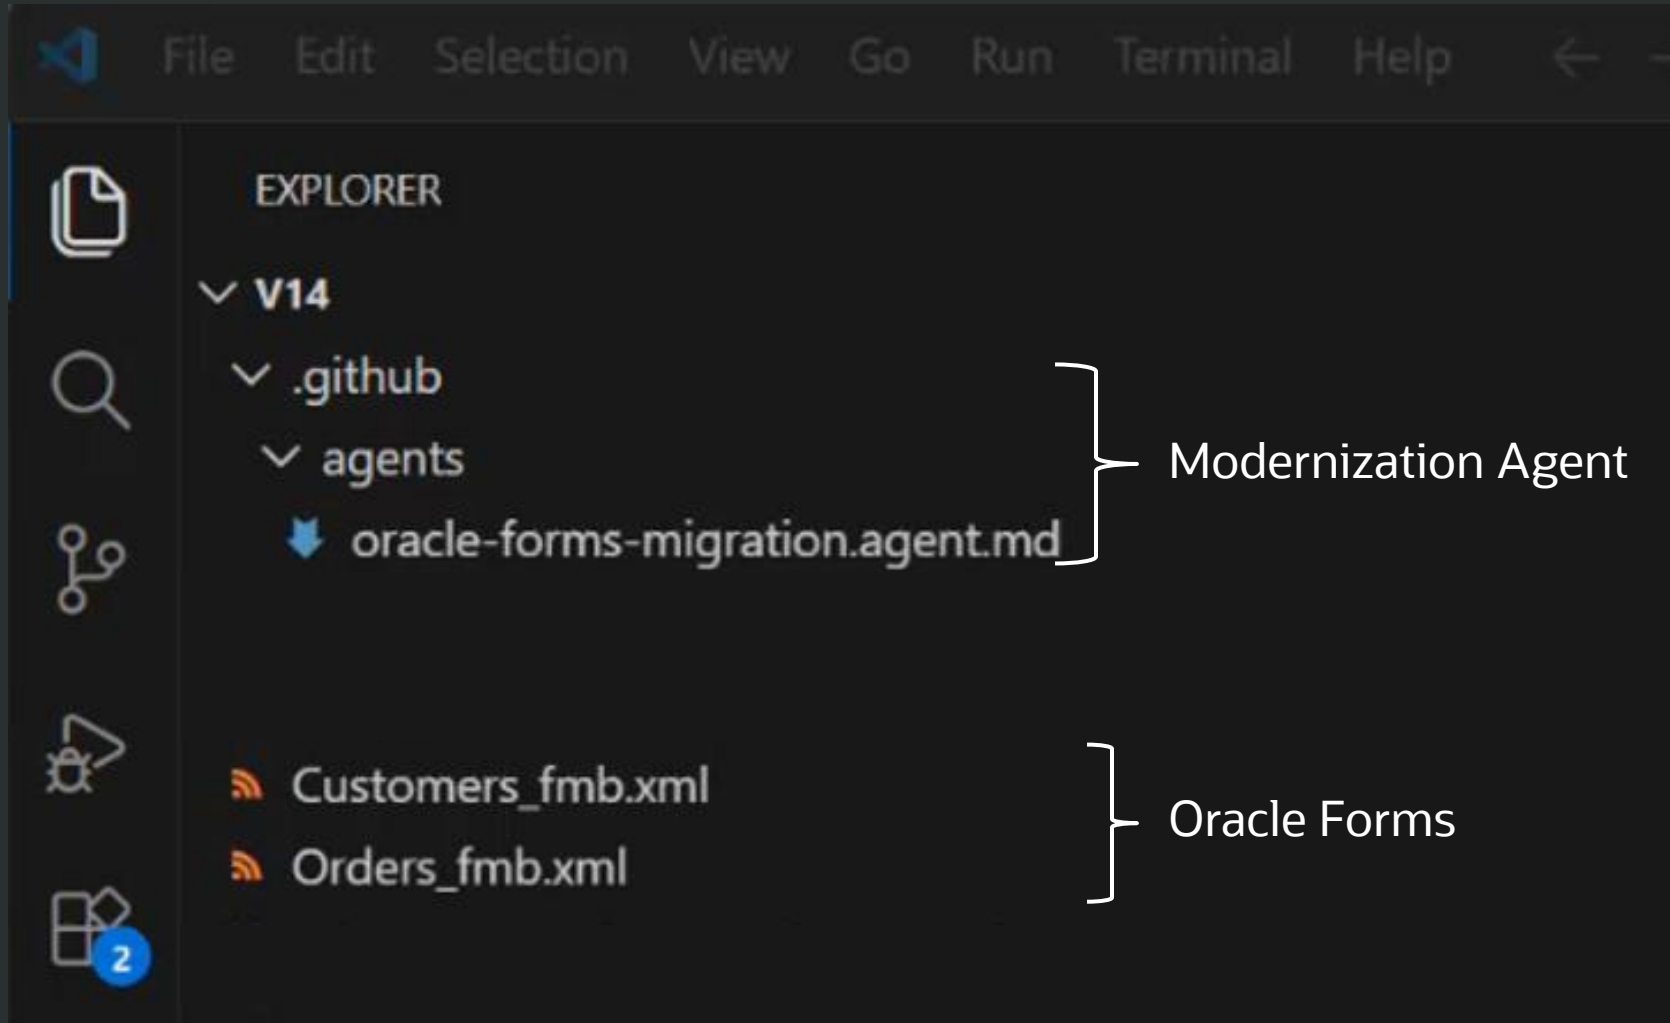 File Edit Selection View Go Run Terminal Help
EXPLORER
V14
.github
agents
oracle-forms-migration.agent.md
Modernization Agent
Customers_fmb.xml
Orders_fmb.xml
Oracle Forms
2